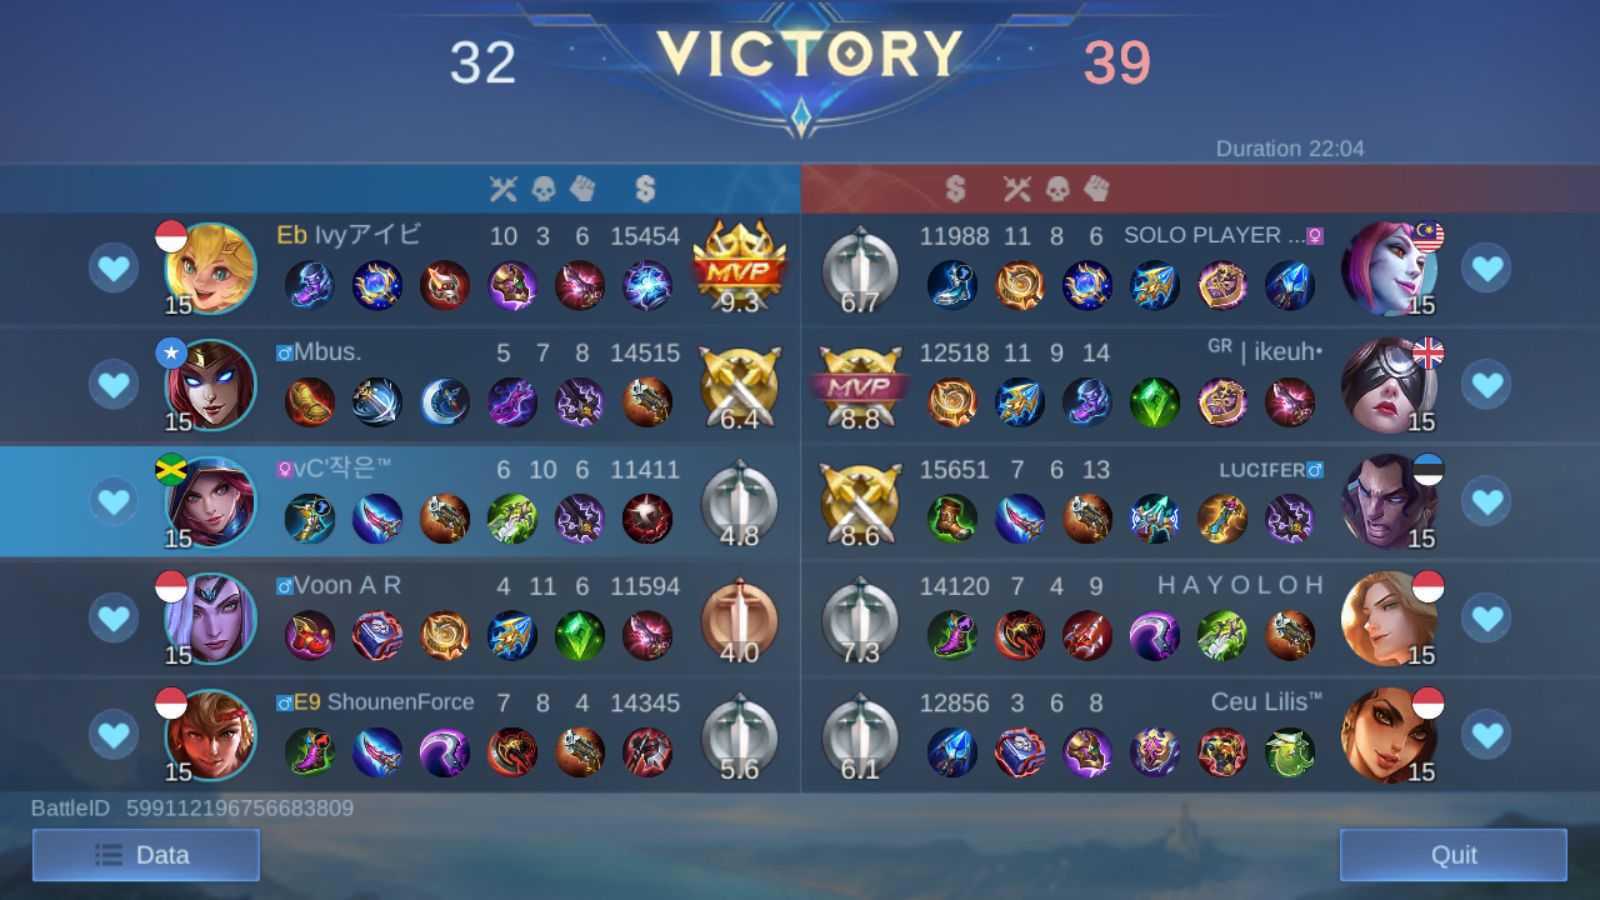 32 VICTORY 39
Duration 22:04
Eb Ivyアイビ 10 3 6 15454 MVP 9.3 15
6.7 11988 11 8 6 SOLO PLAYER ... 15
Mbus. 5 7 8 14515 6.4 15
MVP 8.8 12518 11 9 14 GR | ikeuh• 15
vC'작은™ 6 10 6 11411 4.8 15
8.6 15651 7 6 13 LUCIFER 15
Voon A R 4 11 6 11594 4.0 15
7.3 14120 7 4 9 H A Y O L O H 15
E9 ShounenForce 7 8 4 14345 5.6 15
6.1 12856 3 6 8 Ceu Lilis™ 15
BattleID 599112196756683809
Data
Quit